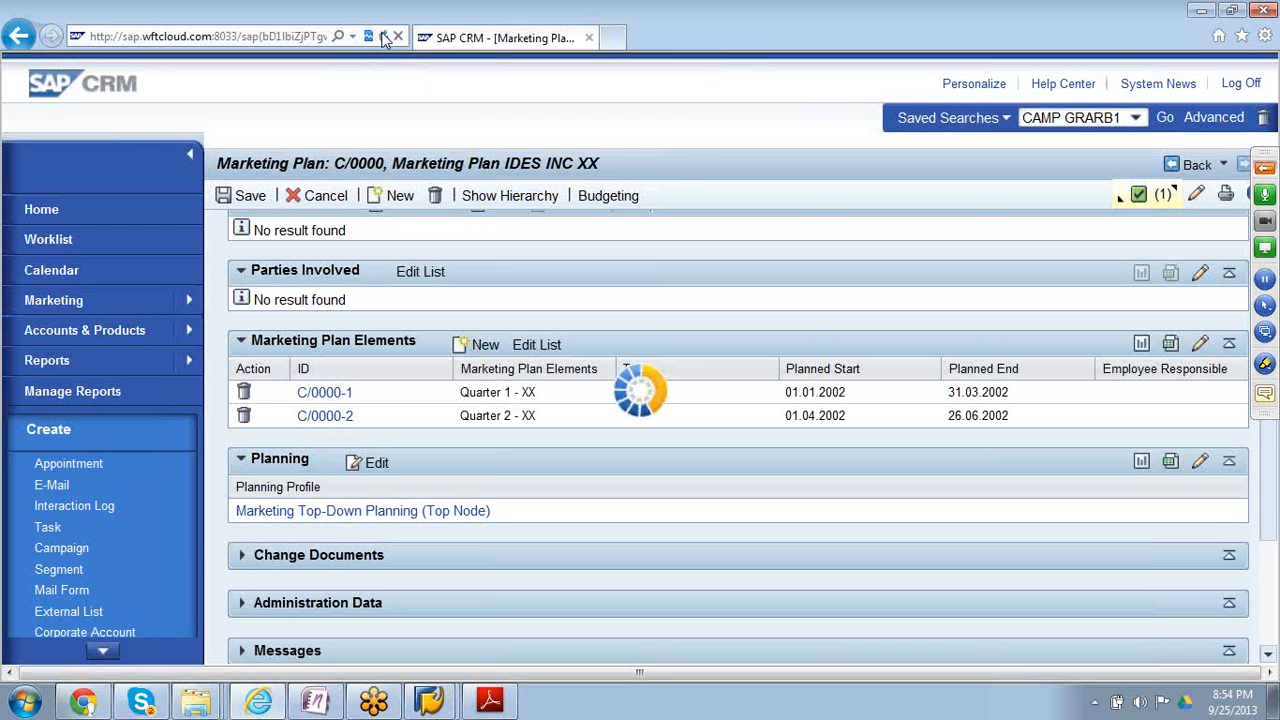 http://sap.wftcloud.com:8033/sap(bD1lbiZjPTgv
SAP CRM - [Marketing Pla...
SAP CRM
Personalize
Help Center
System News
Log Off
Saved Searches
CAMP GRARB1
Go
Advanced
Marketing Plan: C/0000, Marketing Plan IDES INC XX
Back
Save
Cancel
New
Show Hierarchy
Budgeting
(1)
Home
Worklist
Calendar
Marketing
Accounts & Products
Reports
Manage Reports
Create
Appointment
E-Mail
Interaction Log
Task
Campaign
Segment
Mail Form
External List
Corporate Account
No result found
Parties Involved Edit List
No result found
Marketing Plan Elements New Edit List
Action ID Marketing Plan Elements Planned Start Planned End Employee Responsible
C/0000-1 Quarter 1 - XX 01.01.2002 31.03.2002
C/0000-2 Quarter 2 - XX 01.04.2002 26.06.2002
Planning Edit
Planning Profile
Marketing Top-Down Planning (Top Node)
Change Documents
Administration Data
Messages
8:54 PM
9/25/2013